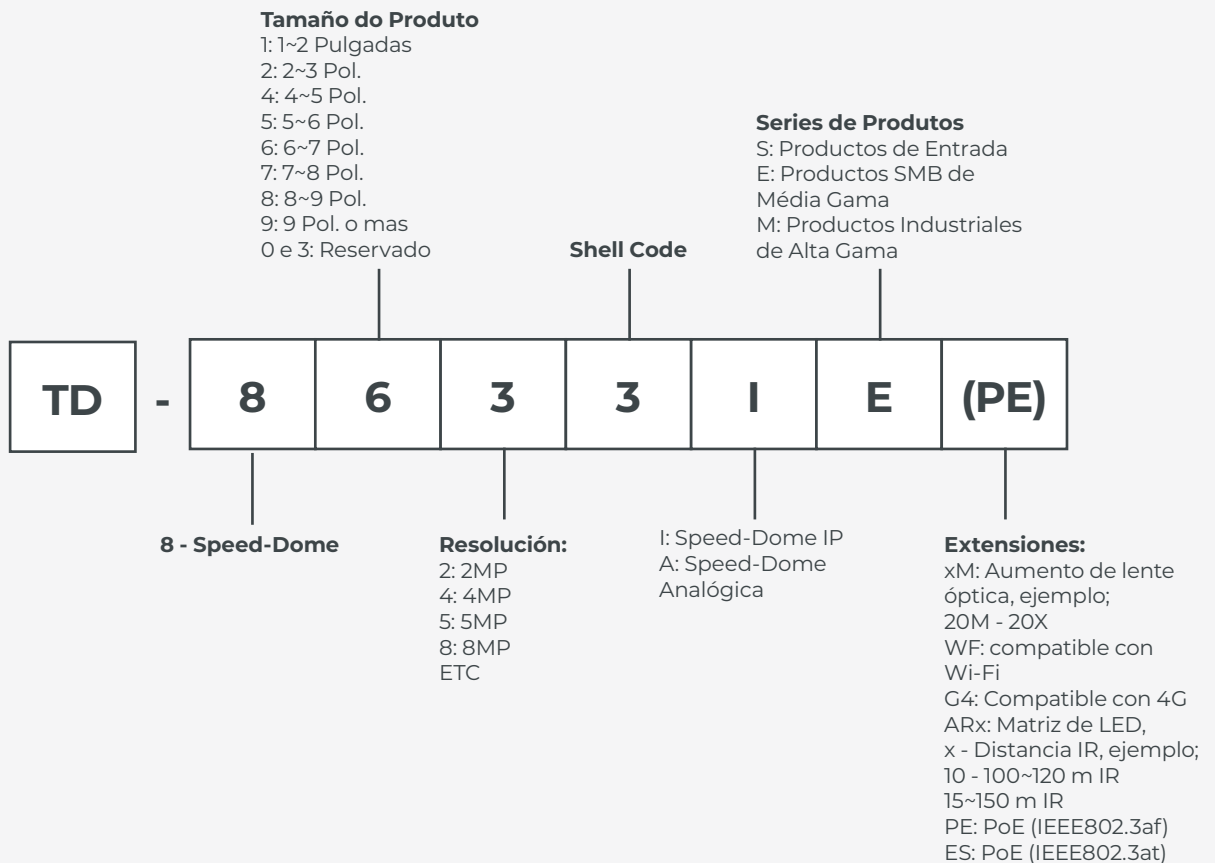 Tamaño do Produto
1: 1~2 Pulgadas
2: 2~3 Pol.
4: 4~5 Pol.
5: 5~6 Pol.
6: 6~7 Pol.
7: 7~8 Pol.
8: 8~9 Pol.
9: 9 Pol. o mas
0 e 3: Reservado
Shell Code
Series de Produtos
S: Productos de Entrada
E: Productos SMB de
Média Gama
M: Productos Industriales
de Alta Gama
TD - 8 6 3 3 I E (PE)
8 - Speed-Dome
Resolución:
2: 2MP
4: 4MP
5: 5MP
8: 8MP
ETC
I: Speed-Dome IP
A: Speed-Dome
Analógica
Extensiones:
xM: Aumento de lente
óptica, ejemplo;
20M - 20X
WF: compatible con
Wi-Fi
G4: Compatible con 4G
ARx: Matriz de LED,
x - Distancia IR, ejemplo;
10 - 100~120 m IR
15~150 m IR
PE: PoE (IEEE802.3af)
ES: PoE (IEEE802.3at)